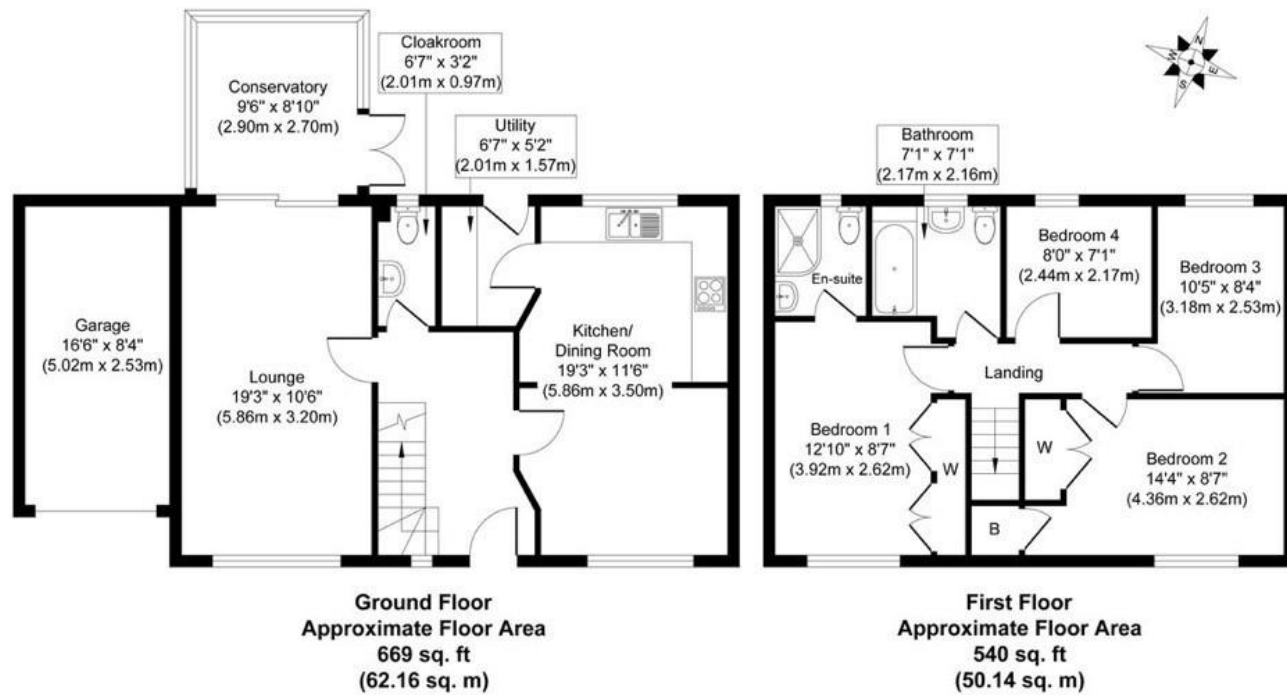 Conservatory
9'6" x 8'10"
(2.90m x 2.70m)
Cloakroom
6'7" x 3'2"
(2.01m x 0.97m)
Utility
6'7" x 5'2"
(2.01m x 1.57m)
Garage
16'6" x 8'4"
(5.02m x 2.53m)
Lounge
19'3" x 10'6"
(5.86m x 3.20m)
Kitchen/
Dining Room
19'3" x 11'6"
(5.86m x 3.50m)
Ground Floor
Approximate Floor Area
669 sq. ft
(62.16 sq. m)
N
W
E
S
Bathroom
7'1" x 7'1"
(2.17m x 2.16m)
En-suite
Bedroom 4
8'0" x 7'1"
(2.44m x 2.17m)
Bedroom 3
10'5" x 8'4"
(3.18m x 2.53m)
Landing
Bedroom 1
12'10" x 8'7"
(3.92m x 2.62m)
W
W
Bedroom 2
14'4" x 8'7"
(4.36m x 2.62m)
B
First Floor
Approximate Floor Area
540 sq. ft
(50.14 sq. m)